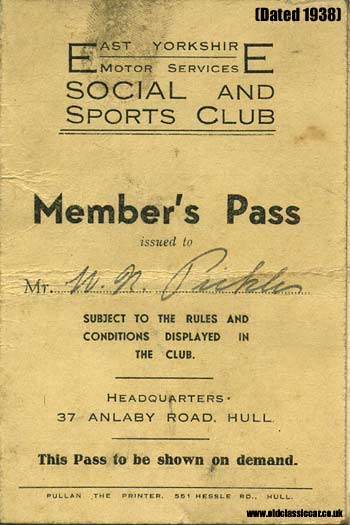 (Dated 1938)
EAST YORKSHIRE
MOTOR SERVICES
SOCIAL AND
SPORTS CLUB
Member's Pass
issued to
Mr. W. N. Pickles
SUBJECT TO THE RULES AND
CONDITIONS DISPLAYED IN
THE CLUB.
HEADQUARTERS -
37 ANLABY ROAD, HULL.
This Pass to be shown on demand.
PULLAN THE PRINTER, 551 HESSLE RD., HULL.
www.oldclassiccar.co.uk